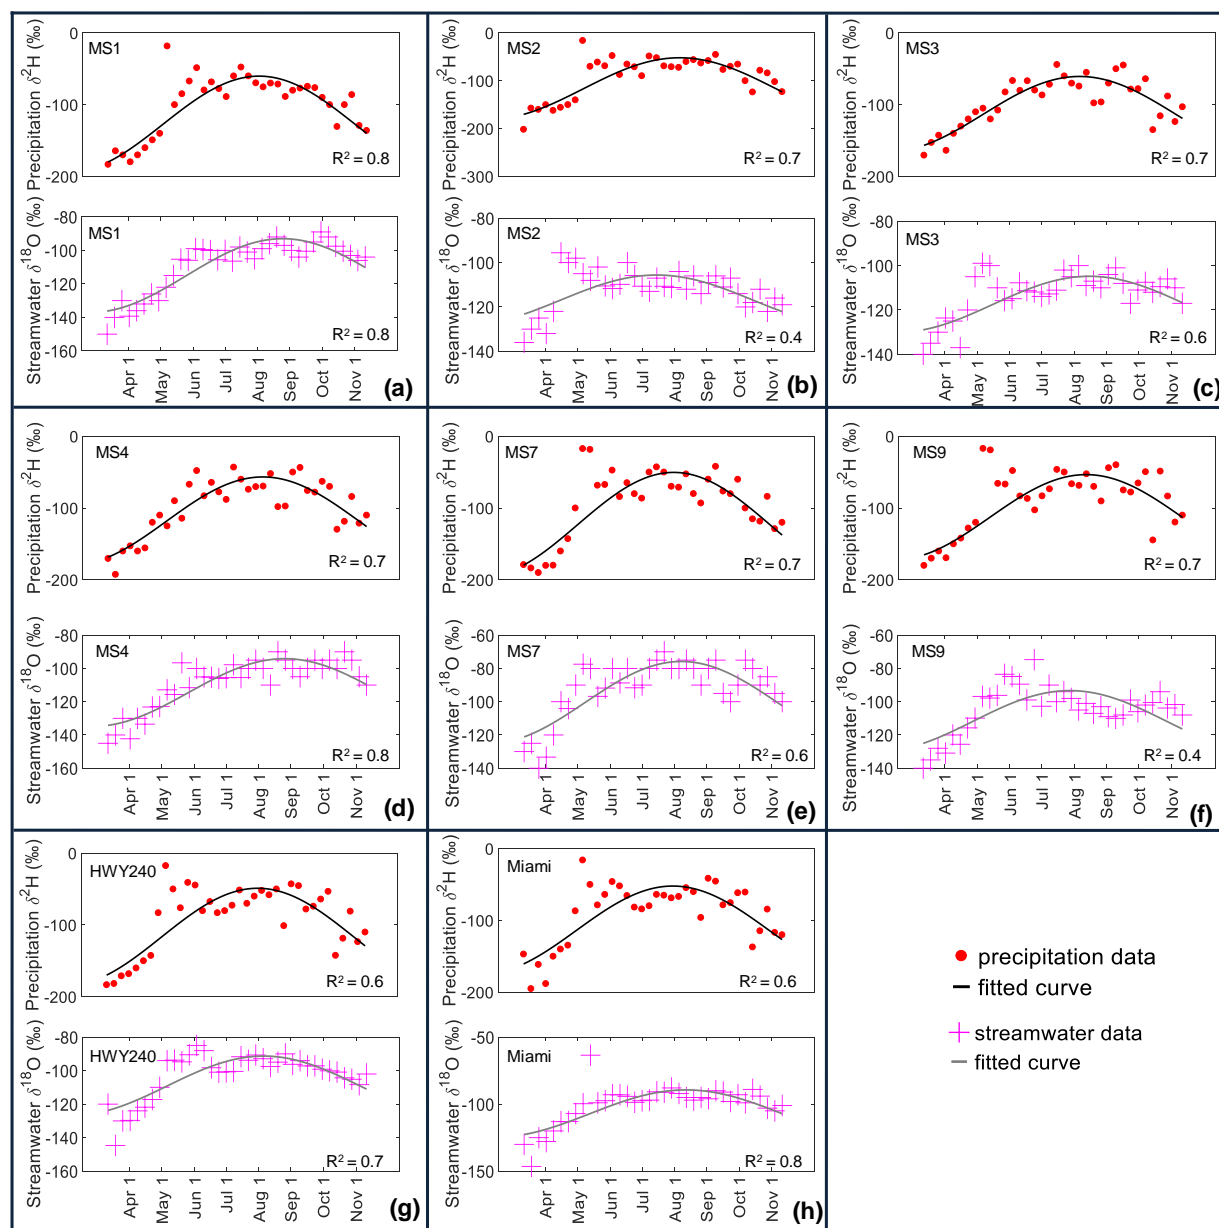 Precipitation δ²H (‰)
0
-100
-200
MS1
R² = 0.8
Streamwater δ¹⁸O (‰)
-80
-100
-120
-140
-160
MS1
R² = 0.8
Apr 1
May 1
Jun 1
Jul 1
Aug 1
Sep 1
Oct 1
Nov 1
(a)
Precipitation δ²H (‰)
0
-100
-200
-300
MS2
R² = 0.7
Streamwater δ¹⁸O (‰)
-80
-100
-120
-140
MS2
R² = 0.4
Apr 1
May 1
Jun 1
Jul 1
Aug 1
Sep 1
Oct 1
Nov 1
(b)
Precipitation δ²H (‰)
0
-100
-200
MS3
R² = 0.7
Streamwater δ¹⁸O (‰)
-80
-100
-120
-140
MS3
R² = 0.6
Apr 1
May 1
Jun 1
Jul 1
Aug 1
Sep 1
Oct 1
Nov 1
(c)
Precipitation δ²H (‰)
0
-100
-200
MS4
R² = 0.7
Streamwater δ¹⁸O (‰)
-80
-100
-120
-140
-160
MS4
R² = 0.8
Apr 1
May 1
Jun 1
Jul 1
Aug 1
Sep 1
Oct 1
Nov 1
(d)
Precipitation δ²H (‰)
0
-100
-200
MS7
R² = 0.7
Streamwater δ¹⁸O (‰)
-60
-80
-100
-120
-140
MS7
R² = 0.6
Apr 1
May 1
Jun 1
Jul 1
Aug 1
Sep 1
Oct 1
Nov 1
(e)
Precipitation δ²H (‰)
0
-100
-200
MS9
R² = 0.7
Streamwater δ¹⁸O (‰)
-60
-80
-100
-120
-140
MS9
R² = 0.4
Apr 1
May 1
Jun 1
Jul 1
Aug 1
Sep 1
Oct 1
Nov 1
(f)
Precipitation δ²H (‰)
0
-100
-200
HWY240
R² = 0.6
Streamwater δ¹⁸O (‰)
-80
-100
-120
-140
-160
HWY240
R² = 0.7
Apr 1
May 1
Jun 1
Jul 1
Aug 1
Sep 1
Oct 1
Nov 1
(g)
Precipitation δ²H (‰)
0
-100
-200
Miami
R² = 0.6
Streamwater δ¹⁸O (‰)
-50
-100
-150
Miami
R² = 0.8
Apr 1
May 1
Jun 1
Jul 1
Aug 1
Sep 1
Oct 1
Nov 1
(h)
precipitation data
fitted curve
streamwater data
fitted curve